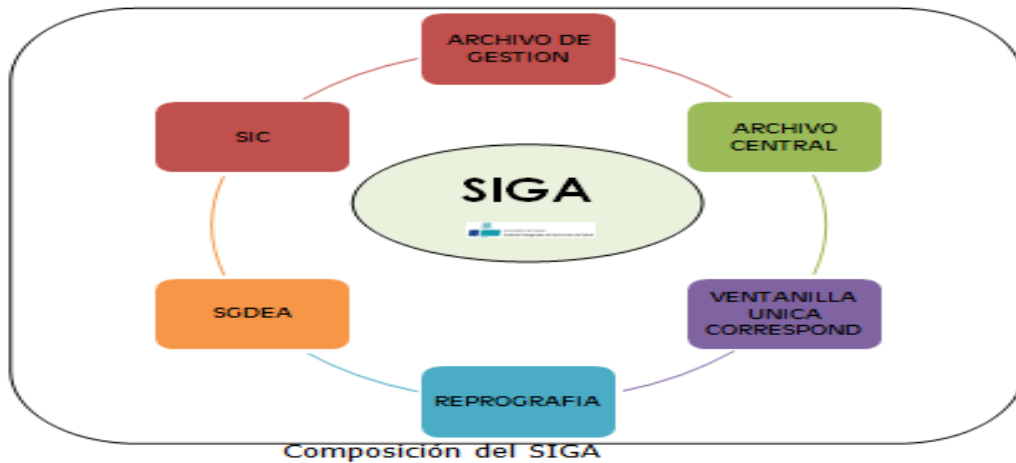 ARCHIVO DE
GESTION
SIC
ARCHIVO
CENTRAL
SIGA
SGDEA
VENTANILLA
UNICA
CORRESPOND
REPROGRAFIA
Composición del SIGA